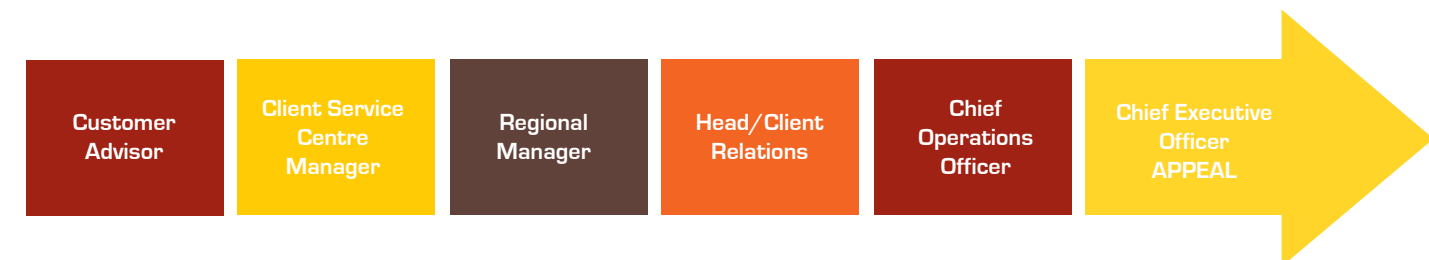 Customer
Advisor
Client Service
Centre
Manager
Regional
Manager
Head/Client
Relations
Chief
Operations
Officer
Chief Executive
Officer
APPEAL